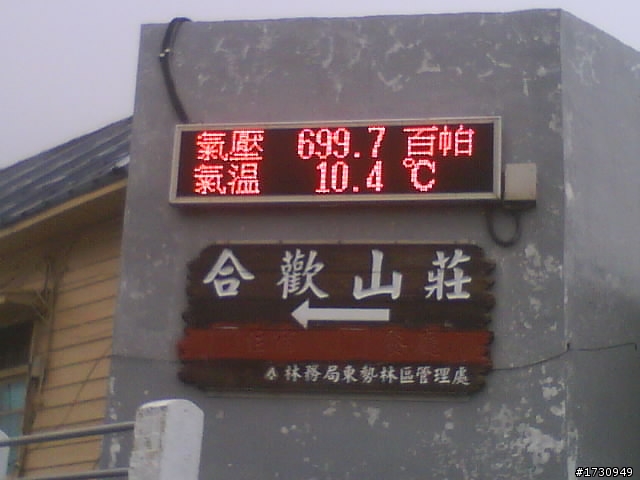 氣壓 699.7 百帕
氣溫 10.4 ℃
合歡山莊
林務局東勢林區管理處
#1730949